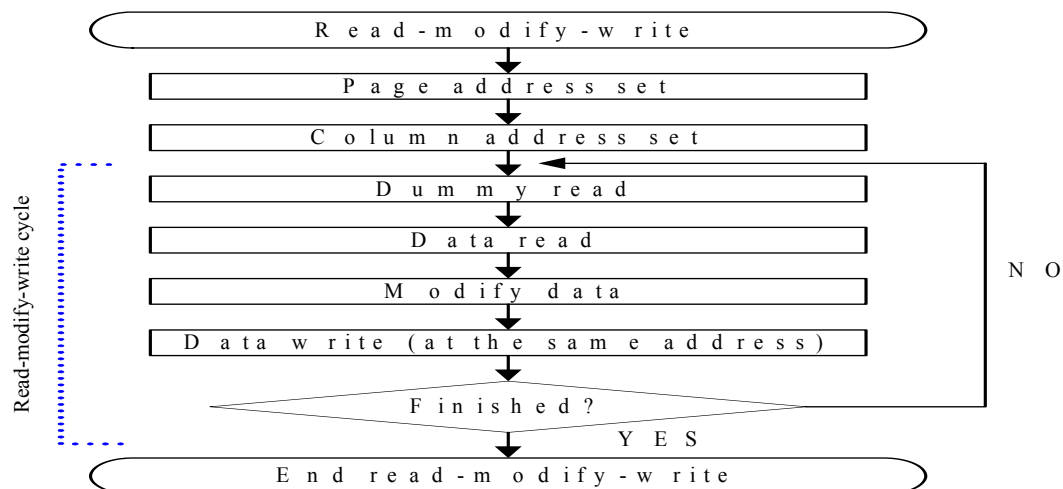 Read-modify-write
Page address set
Column address set
Dummy read
Data read
Modify data
Data write (at the same address)
Finished?
NO
YES
End read-modify-write
Read-modify-write cycle